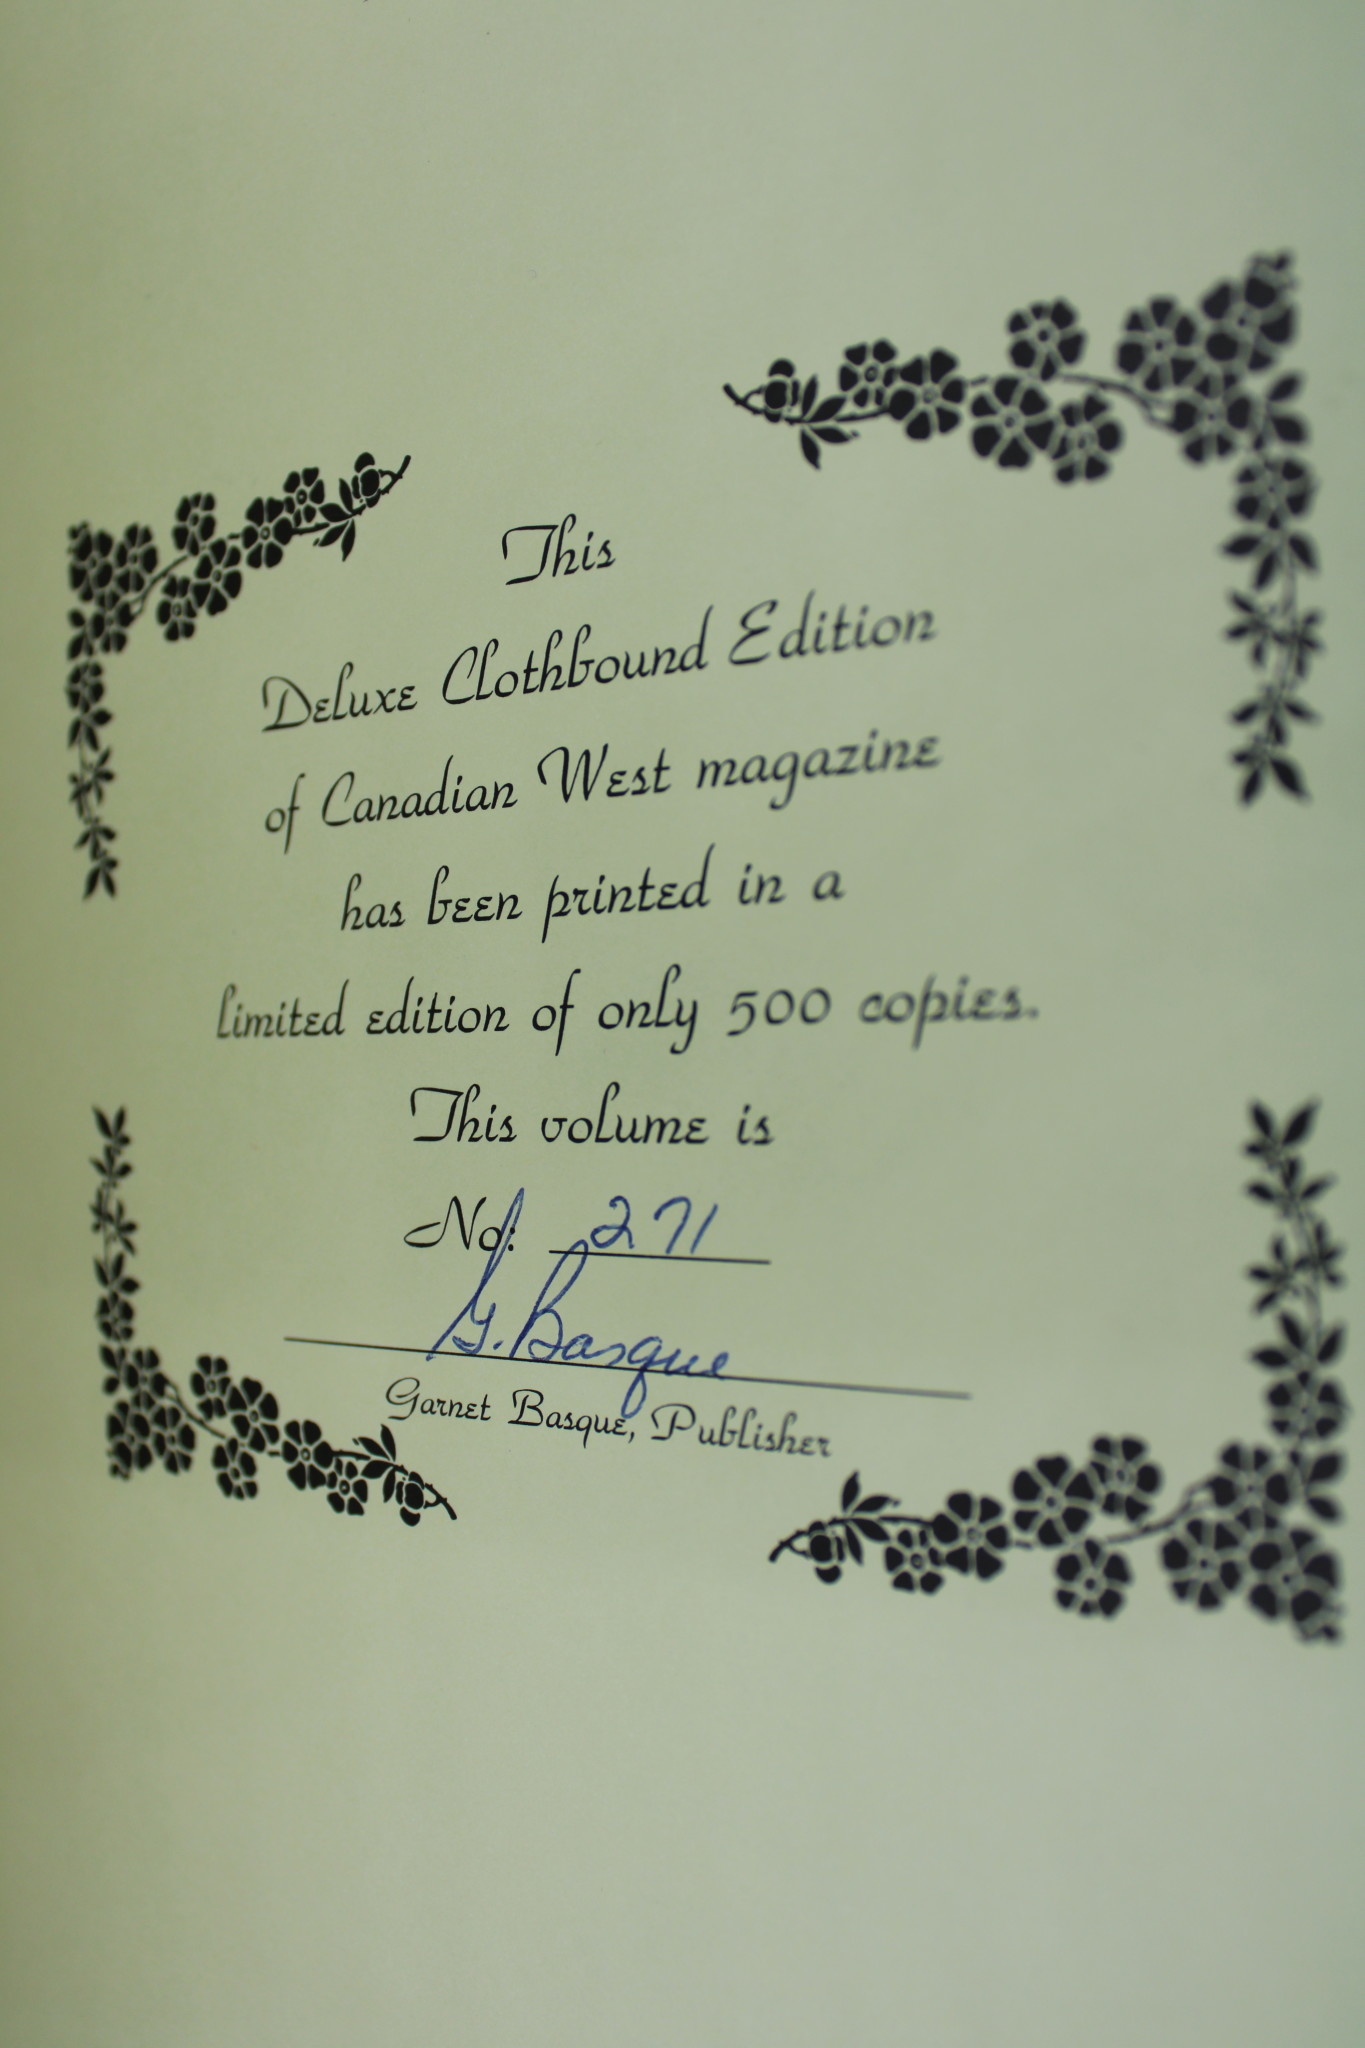 This
Deluxe Clothbound Edition
of Canadian West magazine
has been printed in a
limited edition of only 500 copies.
This volume is
No: 271
G. Basque
Garnet Basque, Publisher